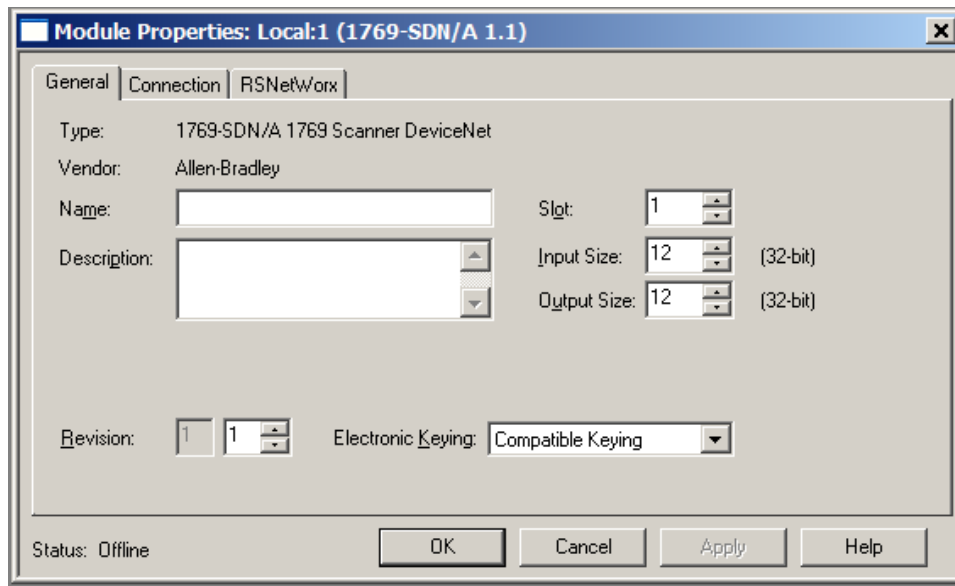 Module Properties: Local:1 (1769-SDN/A 1.1)
General Connection RSNetWorx
Type: 1769-SDN/A 1769 Scanner DeviceNet
Vendor: Allen-Bradley
Name: Slot: 1
Description: Input Size: 12 (32-bit)
Output Size: 12 (32-bit)
Revision: 1 1 Electronic Keying: Compatible Keying
Status: Offline OK Cancel Apply Help